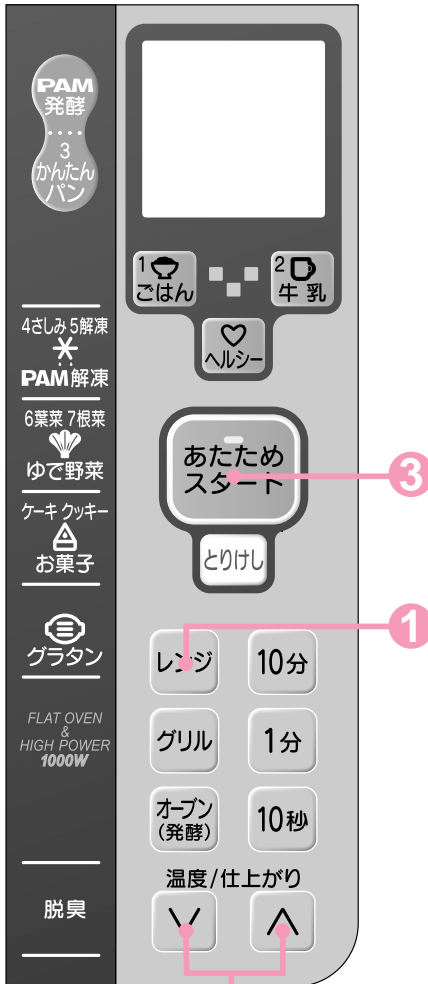 PAM
発酵
3
かんたん
パン
1
ごはん
2
牛乳
ヘルシー
4さしみ 5解凍
PAM解凍
6葉菜 7根菜
ゆで野菜
ケーキ クッキー
お菓子
グラタン
FLAT OVEN
&
HIGH POWER
1000W
脱臭
あたため
スタート
3
とりけし
1
レンジ
10分
グリル
1分
オーブン
(発酵)
10秒
温度/仕上がり